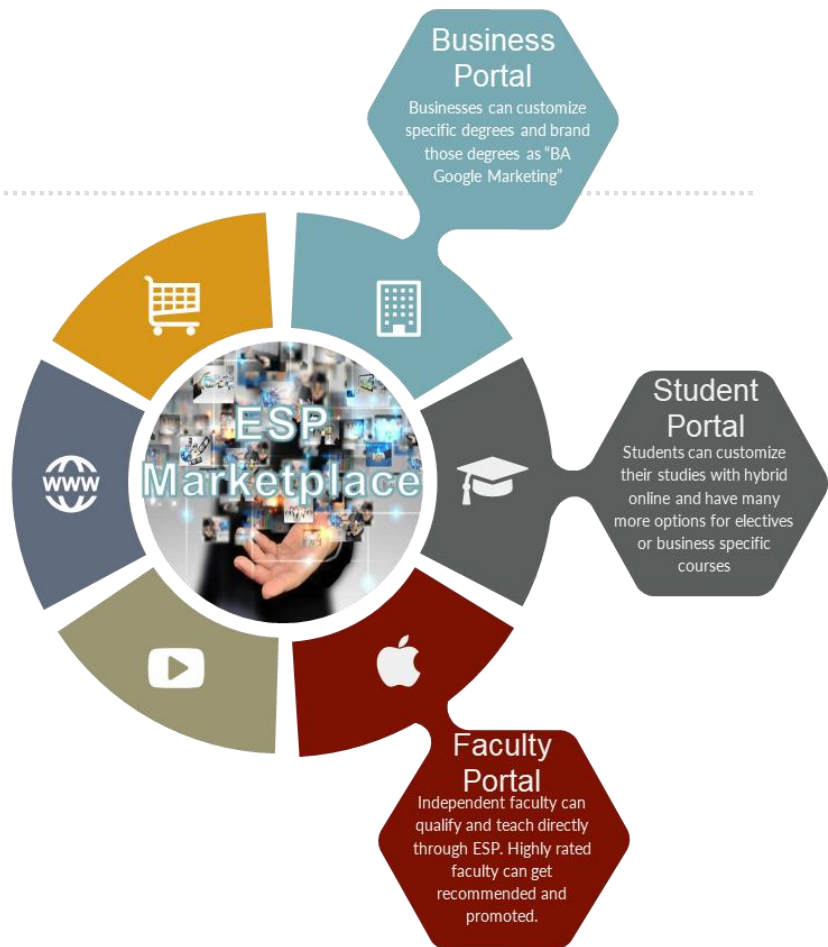 Business
Portal
Businesses can customize
specific degrees and brand
those degrees as “BA
Google Marketing”
ESP
Marketplace
WWW
Student
Portal
Students can customize
their studies with hybrid
online and have many
more options for electives
or business specific
courses
Faculty
Portal
Independent faculty can
qualify and teach directly
through ESP. Highly rated
faculty can get
recommended and
promoted.